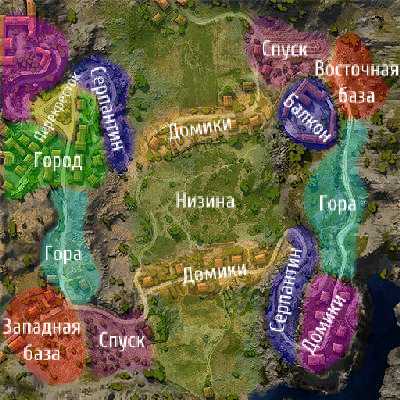 Спуск
Восточная
база
Перекресток
Серпантин
Балкон
Домики
Город
Низина
Гора
Гора
Домики
Серпантин
Домики
Западная
база
Спуск